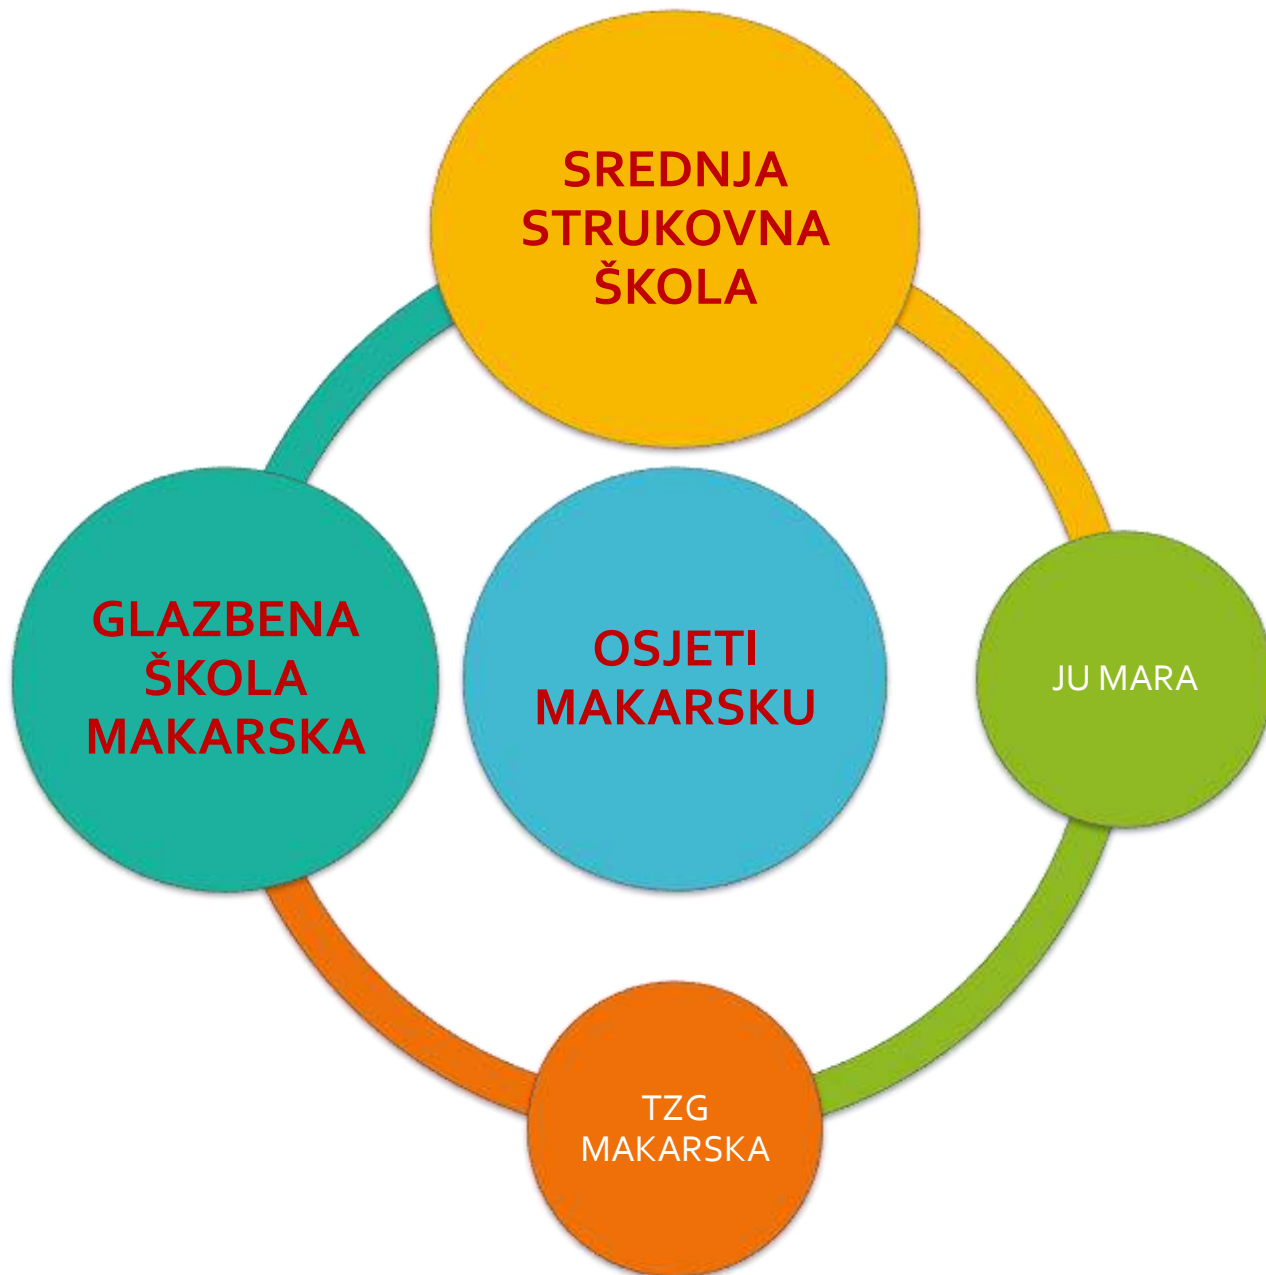 SREDNJA
STRUKOVNA
ŠKOLA
GLAZBENA
ŠKOLA
MAKARSKA
OSJETI
MAKARSKU
JU MARA
TZG
MAKARSKA